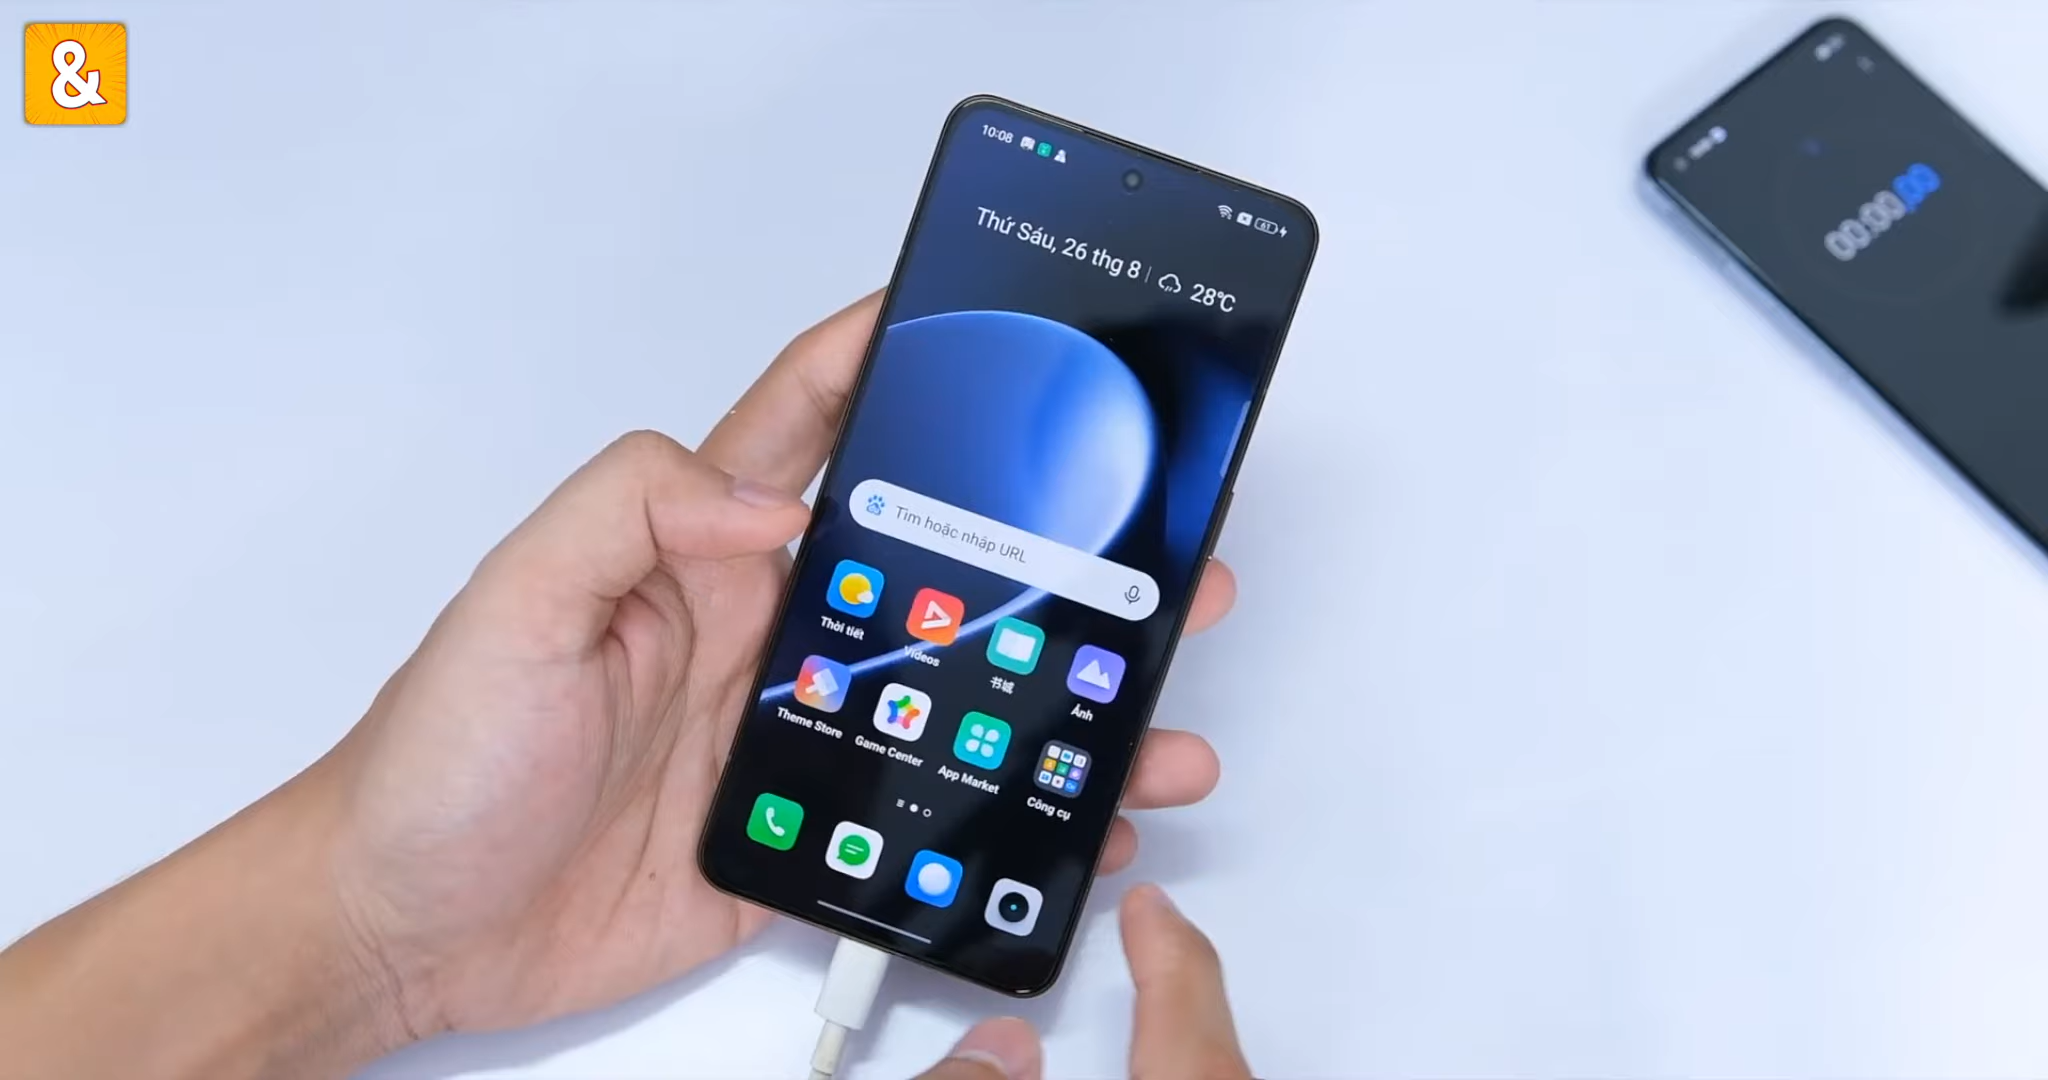 &
10:08
61
Thứ Sáu, 26 thg 8 | 28°C
00:00,00
Tìm hoặc nhập URL
Thời tiết
Videos
书城
Ảnh
Theme Store
Game Center
App Market
Công cụ